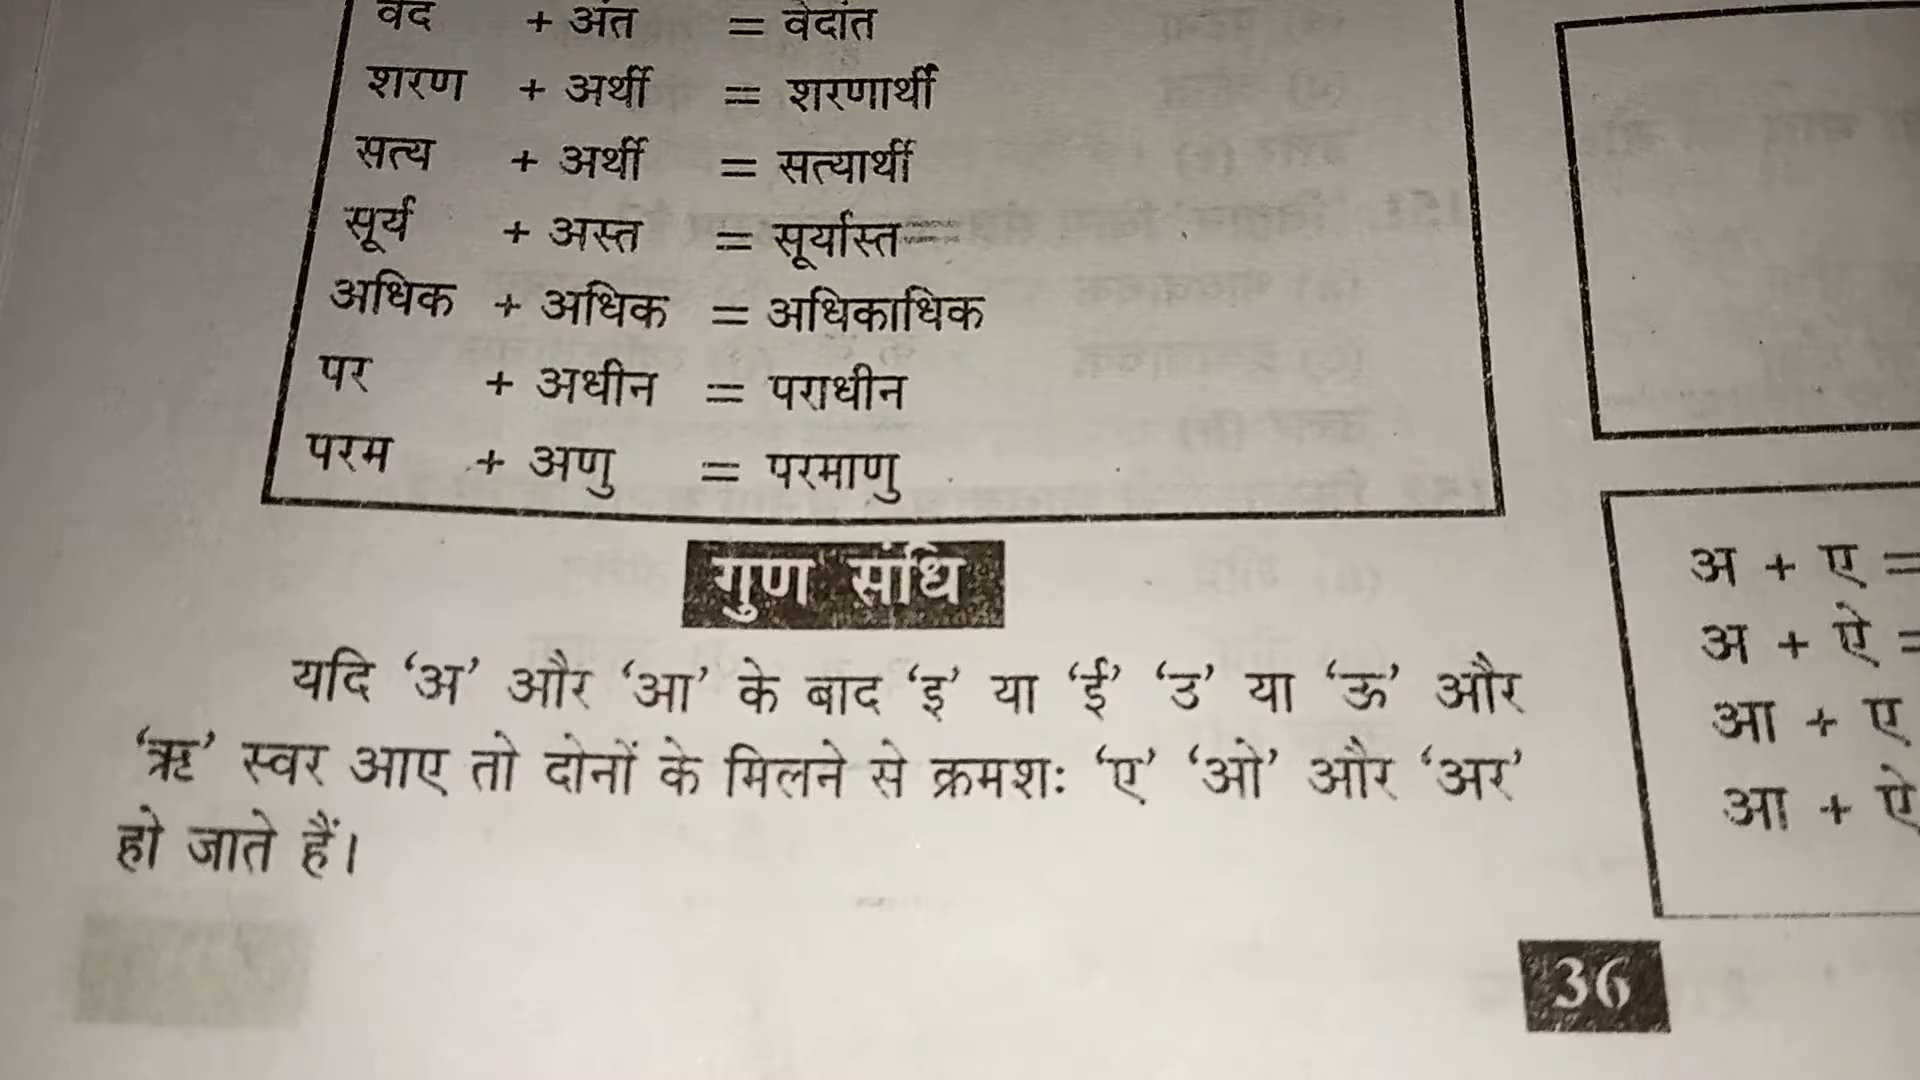 वेद + अंत = वेदांत
शरण + अर्थी = शरणार्थी
सत्य + अर्थी = सत्यार्थी
सूर्य + अस्त = सूर्यास्त
अधिक + अधिक = अधिकाधिक
पर + अधीन = पराधीन
परम + अणु = परमाणु
गुण संधि
यदि ‘अ’ और ‘आ’ के बाद ‘इ’ या ‘ई’ ‘उ’ या ‘ऊ’ और
‘ऋ’ स्वर आए तो दोनों के मिलने से क्रमशः ‘ए’ ‘ओ’ और ‘अर’
हो जाते हैं।
अ + ए =
अ + ऐ =
आ + ए
आ + ऐ
36